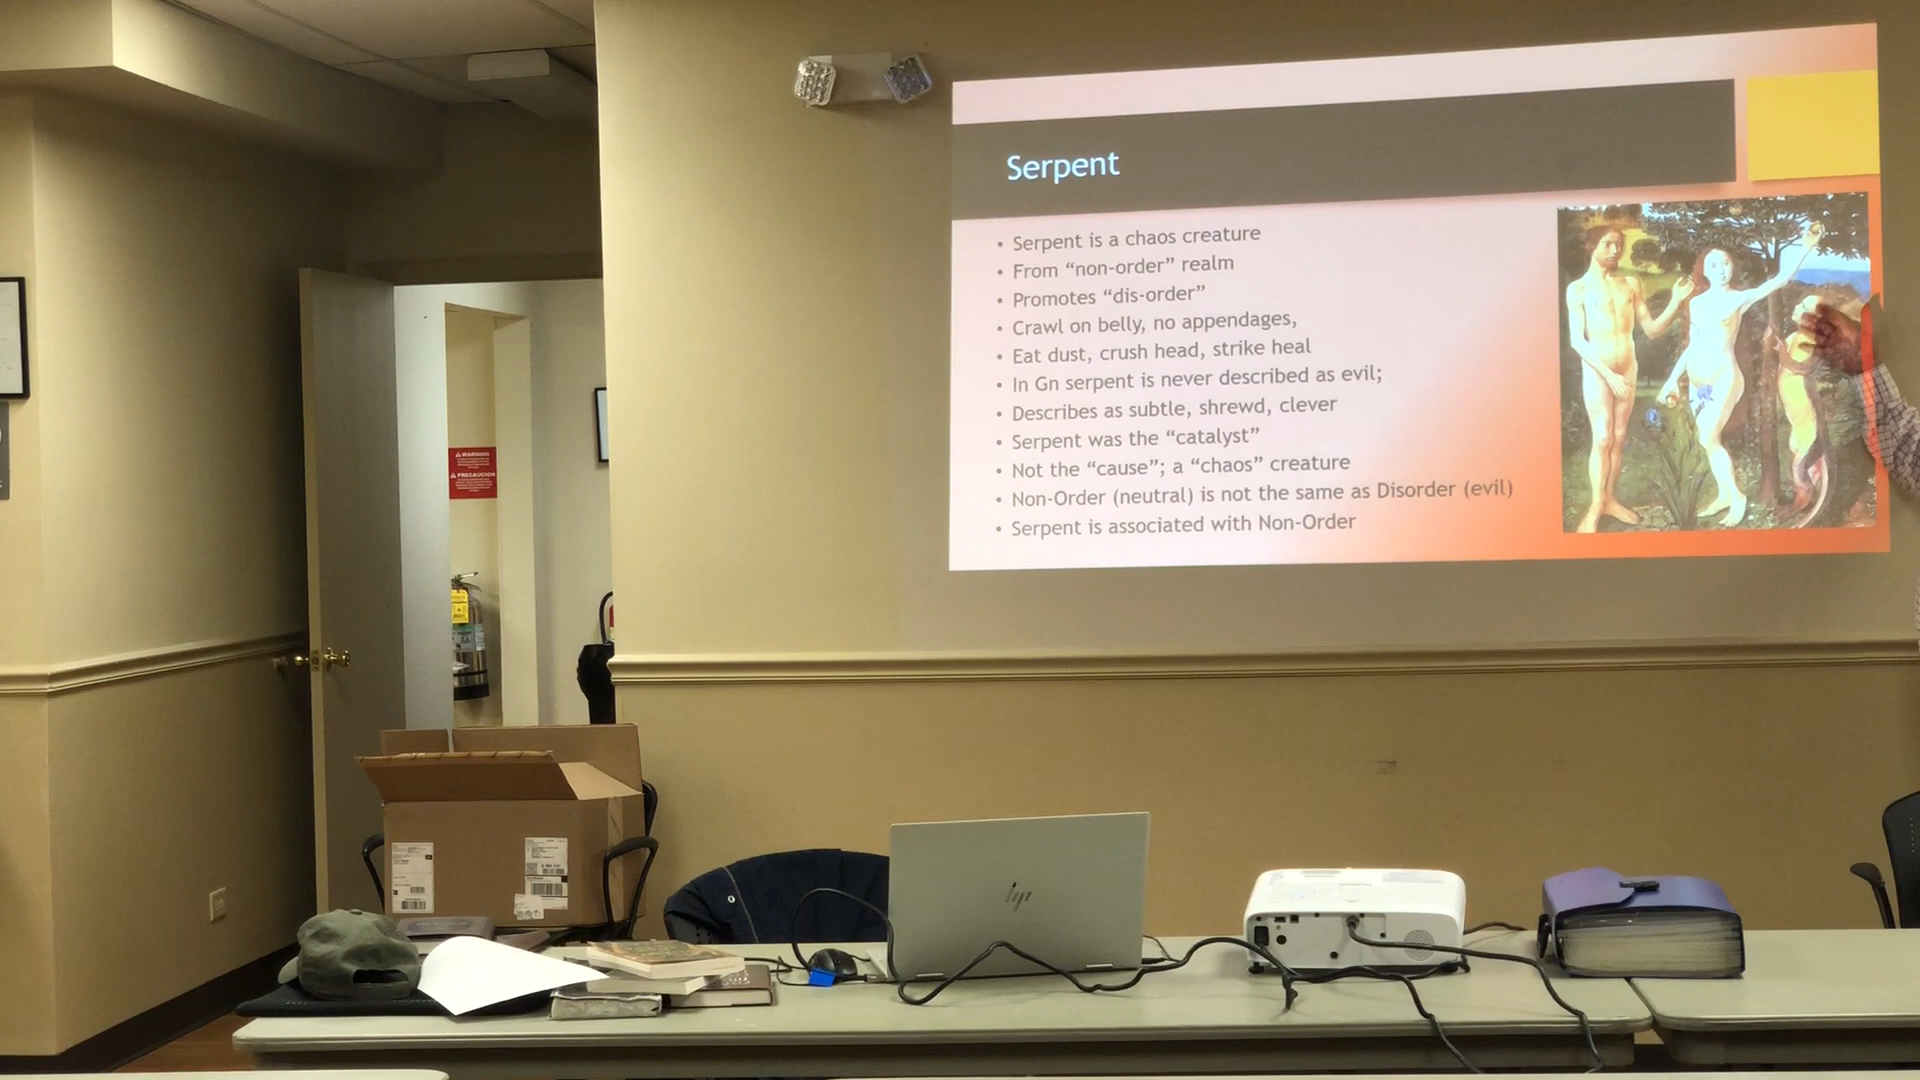 Serpent
• Serpent is a chaos creature
• From “non-order” realm
• Promotes “dis-order”
• Crawl on belly, no appendages,
• Eat dust, crush head, strike heal
• In Gn serpent is never described as evil;
• Describes as subtle, shrewd, clever
• Serpent was the “catalyst”
• Not the “cause”; a “chaos” creature
• Non-Order (neutral) is not the same as Disorder (evil)
• Serpent is associated with Non-Order
WARNING
PRECAUCION
hp